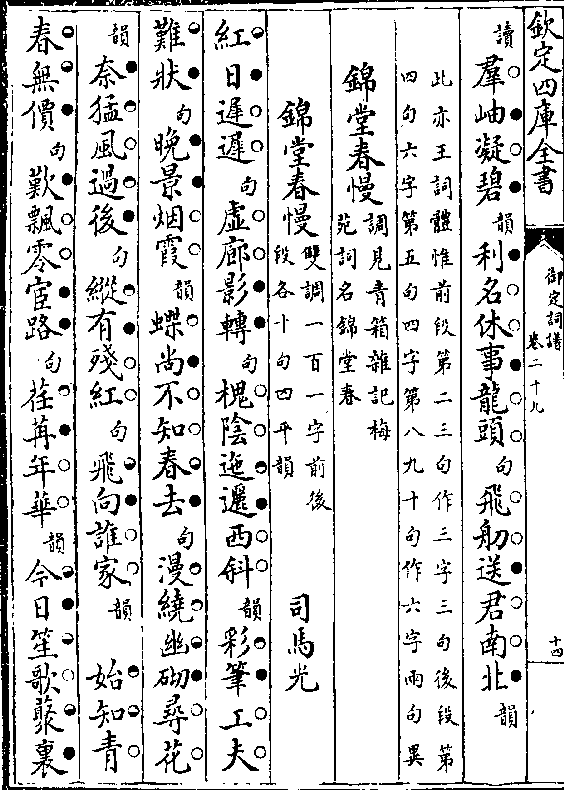 欽定四庫全書
御定詞譜
卷二十九
十四
讀羣岫凝碧韻利名休事龍頭句飛舠送君南北韻
此亦王詞體惟前段第二三句作三字三句後段第
四句六字第五句四字第八九十句作六字兩句異
錦堂春慢調見青箱雜記梅
苑詞名錦堂春
錦堂春慢雙調一百一字前後
段各十句四平韻
司馬光
紅日遲遲句虛廊影轉句槐陰迤邐西斜韻彩筆工夫
難狀句晚景烟霞韻蝶尚不知春去句漫繞幽砌尋花
韻奈猛風過後句縱有殘紅句飛向誰家韻始知青
春無價句歎飄零宦路句荏苒年華韻今日笙歌叢裏